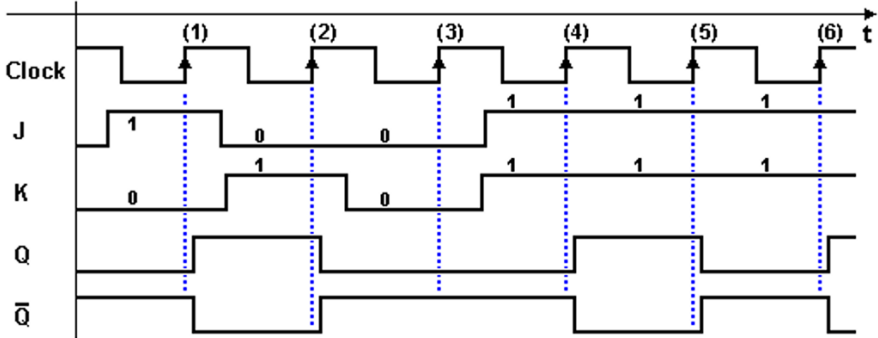 (1) (2) (3) (4) (5) (6) t
Clock
J 1 0 0 1 1 1
K 0 1 0 1 1 1
Q
Q̅